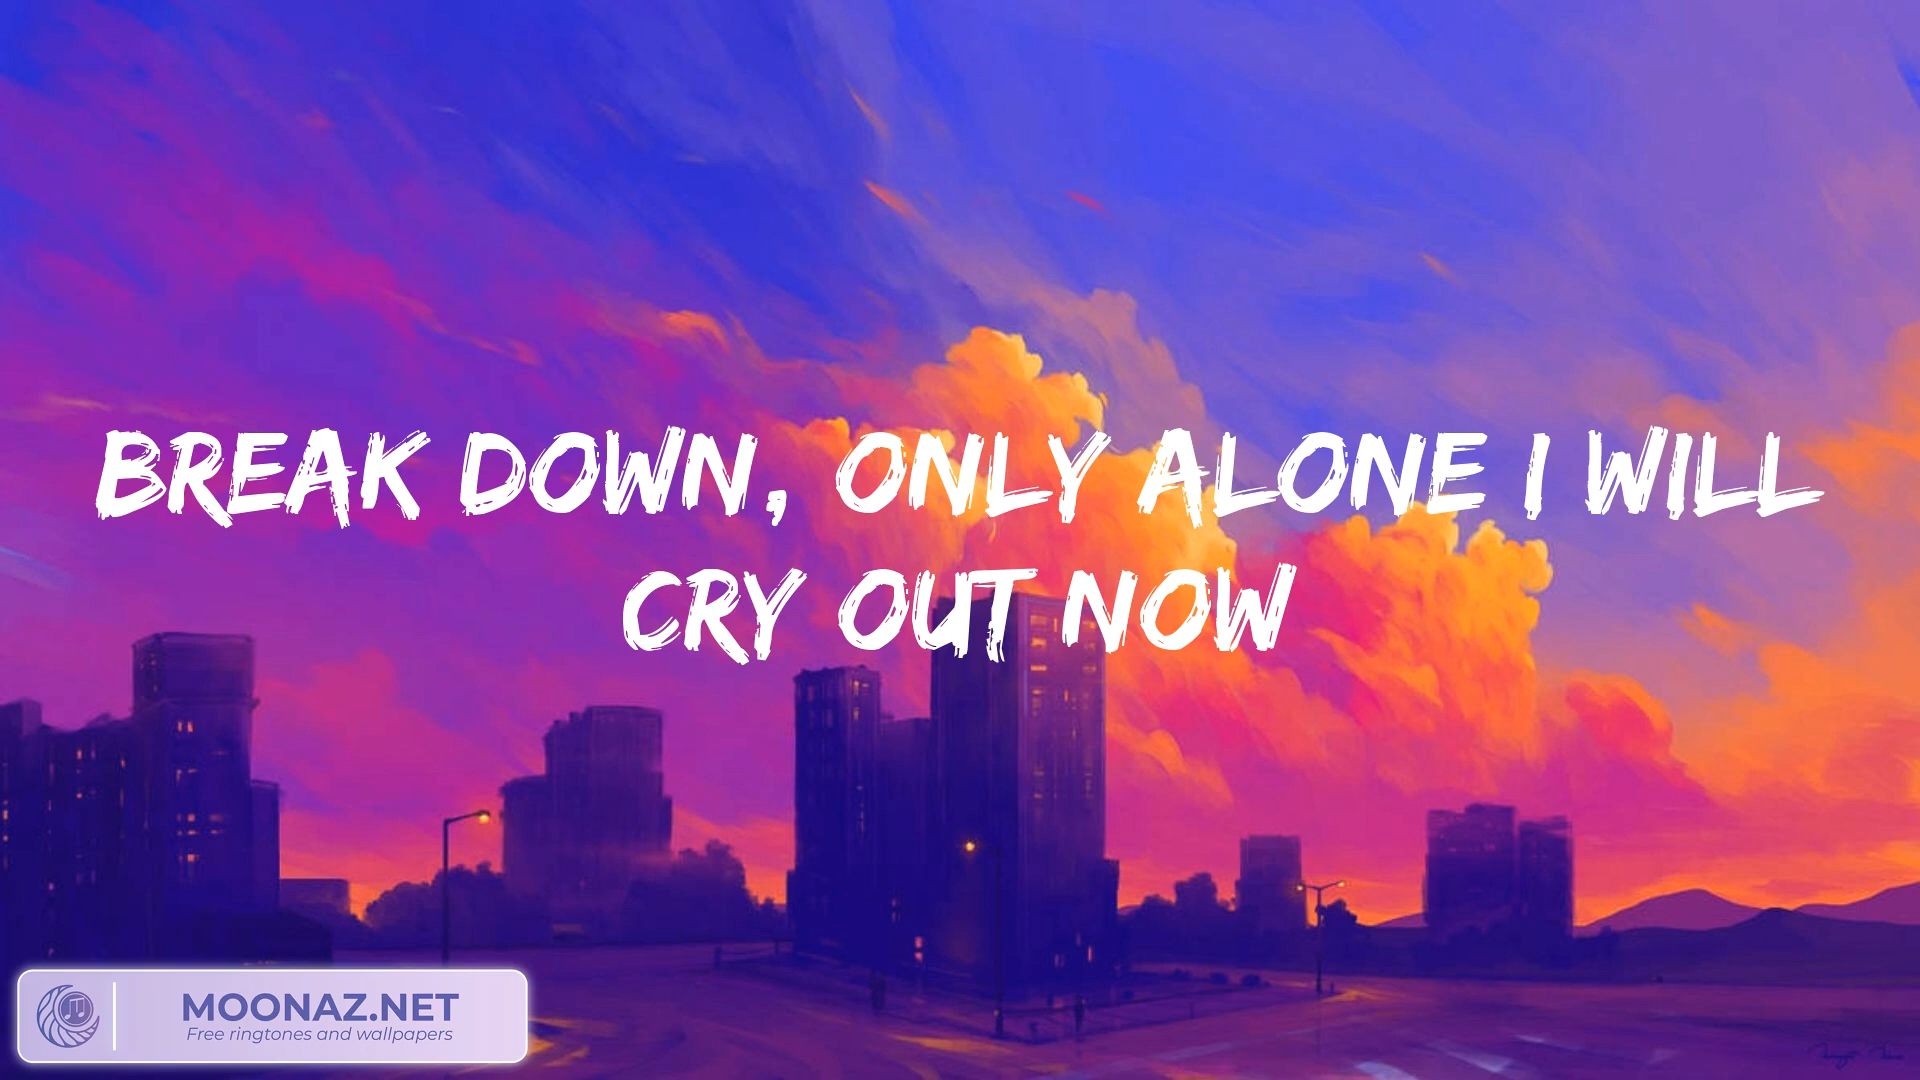 BREAK DOWN, ONLY ALONE I WILL
CRY OUT NOW
MOONAZ.NET
Free ringtones and wallpapers